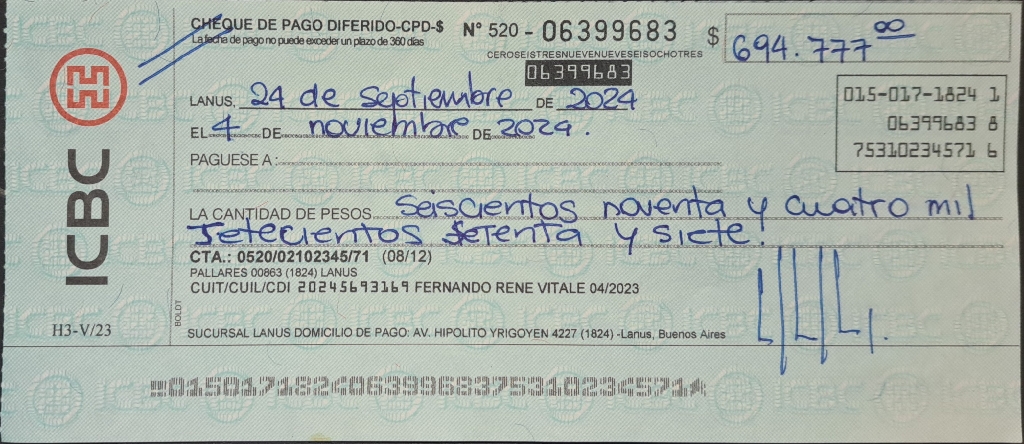 CHEQUE DE PAGO DIFERIDO-CPD-$ N° 520 - 06399683 $ 694.777 00
La fecha de pago no puede exceder un plazo de 360 días
CEROSEISTRESNUEVENUEVESEISOCHOTRES
06399683
LANUS, 24 de septiembre DE 2024
015-017-1824 1
EL 4 DE noviembre DE 2024.
06399683 8
75310234571 6
PAGUESE A :
LA CANTIDAD DE PESOS seiscientos noventa y cuatro mil
setecientos setenta y siete!
CTA.: 0520/02102345/71 (08/12)
PALLARES 00863 (1824) LANUS
CUIT/CUIL/CDI 20245693169 FERNANDO RENE VITALE 04/2023
SUCURSAL LANUS DOMICILIO DE PAGO: AV. HIPOLITO YRIGOYEN 4227 (1824) -Lanus, Buenos Aires
ICBC
H3-V/23
BOLDT
01501718240639968375310234571